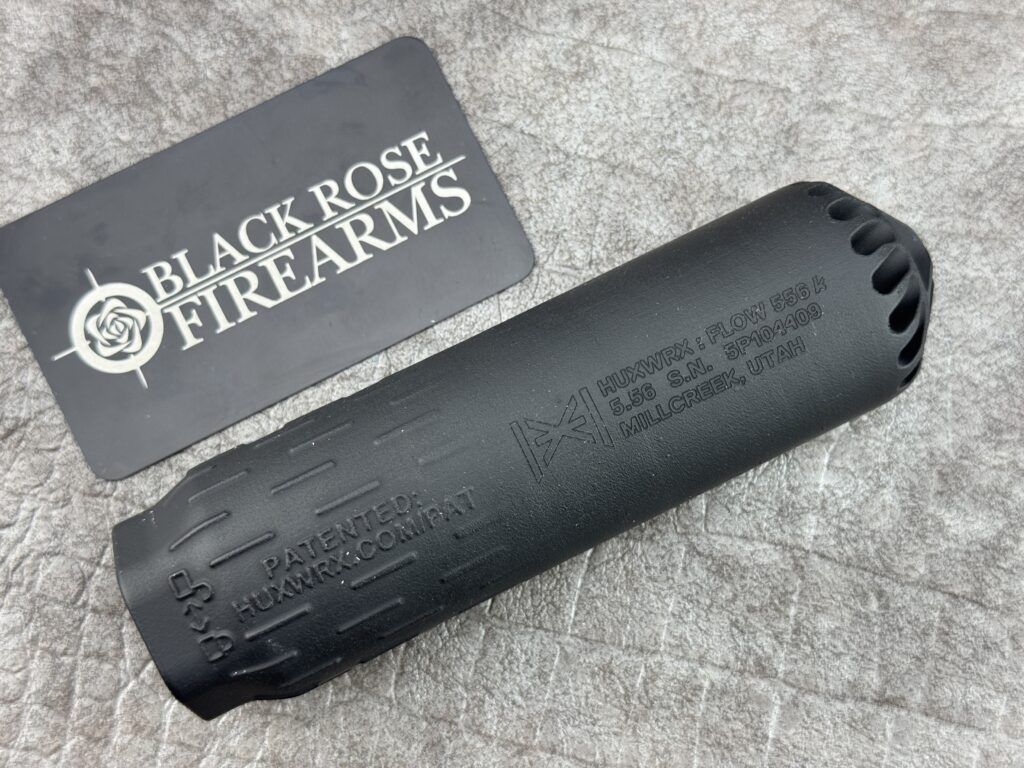 BLACK ROSE
FIREARMS
HUXWRX : FLOW 556 k
5.56 S.N. 5P104409
MILLCREEK, UTAH
PATENTED:
HUXWRX.COM/PAT